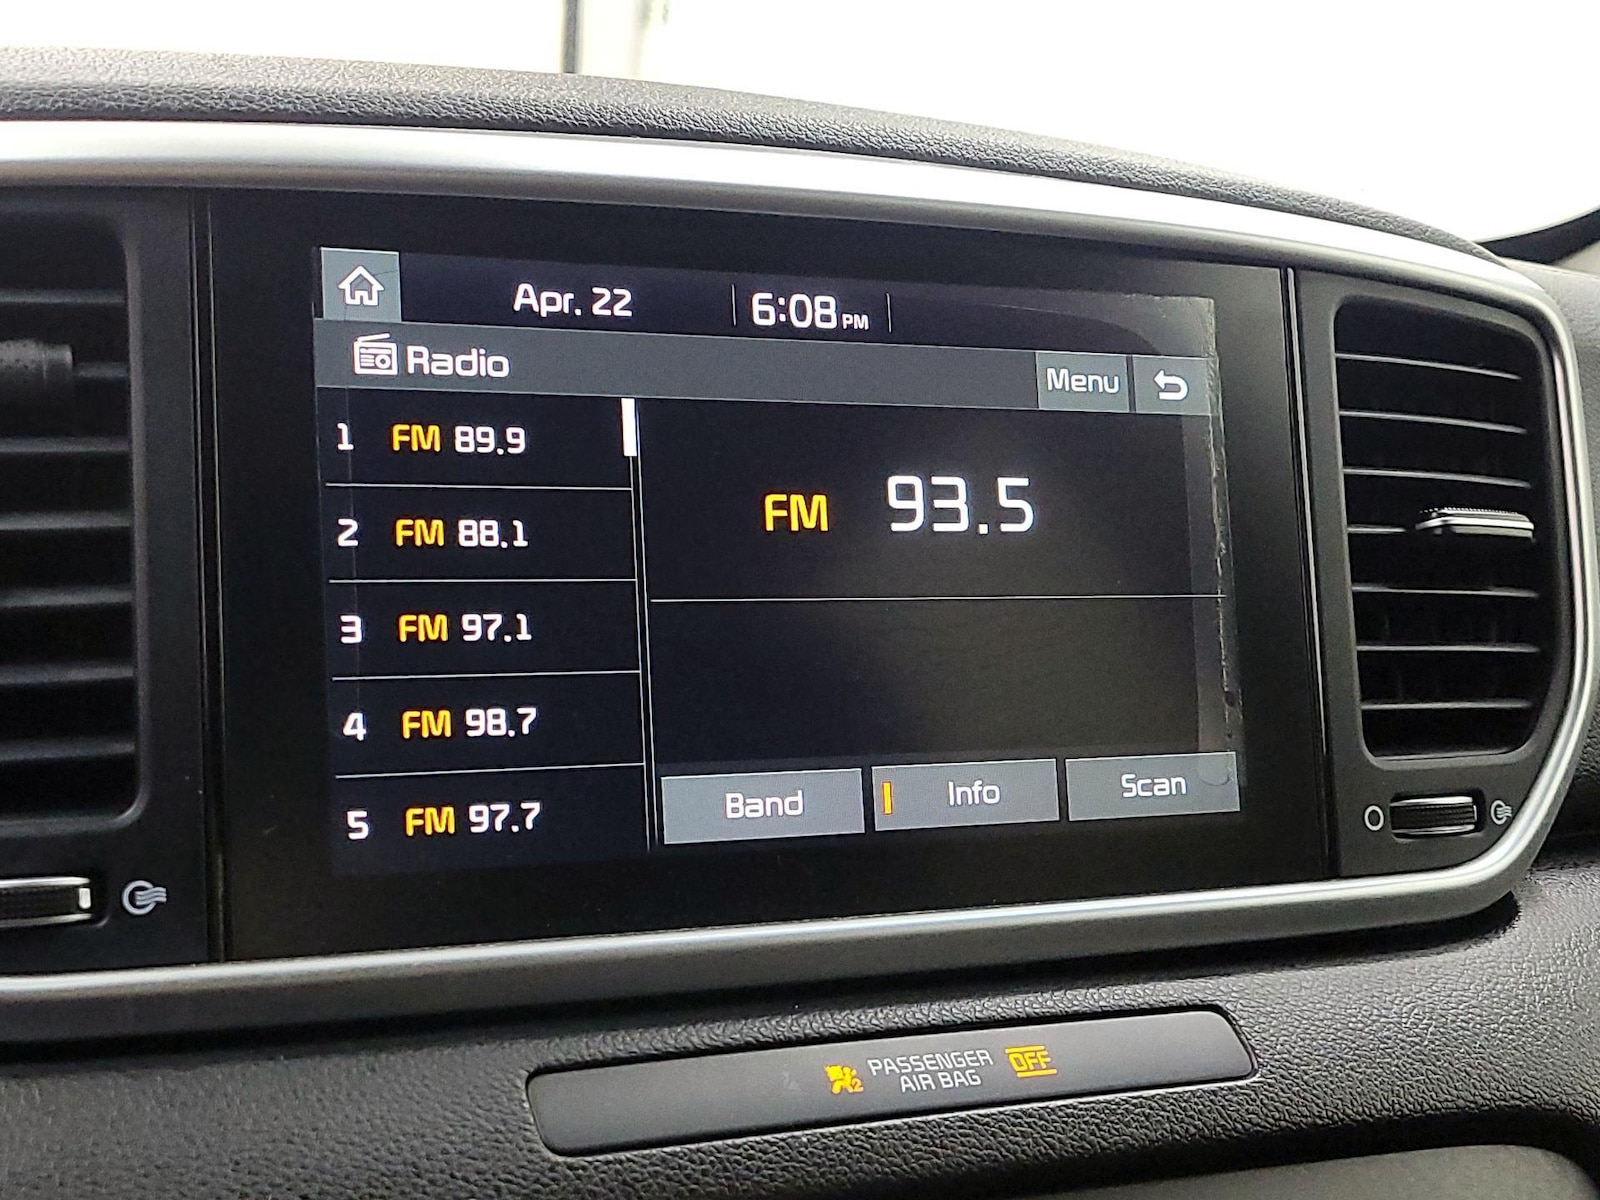 Apr. 22 6:08 PM
Radio
Menu
1 FM 89.9
2 FM 88.1
3 FM 97.1
4 FM 98.7
5 FM 97.7
FM 93.5
Band Info Scan
2 PASSENGER OFF
AIR BAG